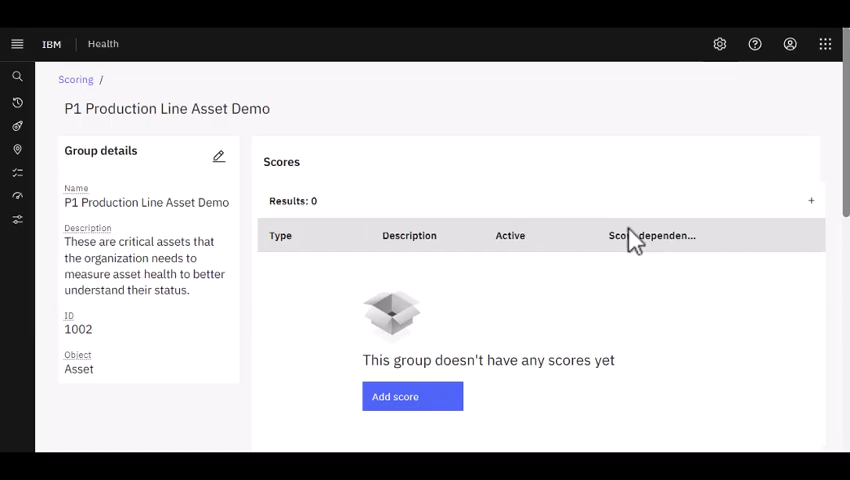 IBM Health
Scoring /
P1 Production Line Asset Demo
Group details
Name
P1 Production Line Asset Demo
Description
These are critical assets that
the organization needs to
measure asset health to better
understand their status.
ID
1002
Object
Asset
Scores
Results: 0
Type Description Active dependen...
This group doesn't have any scores yet
Add score